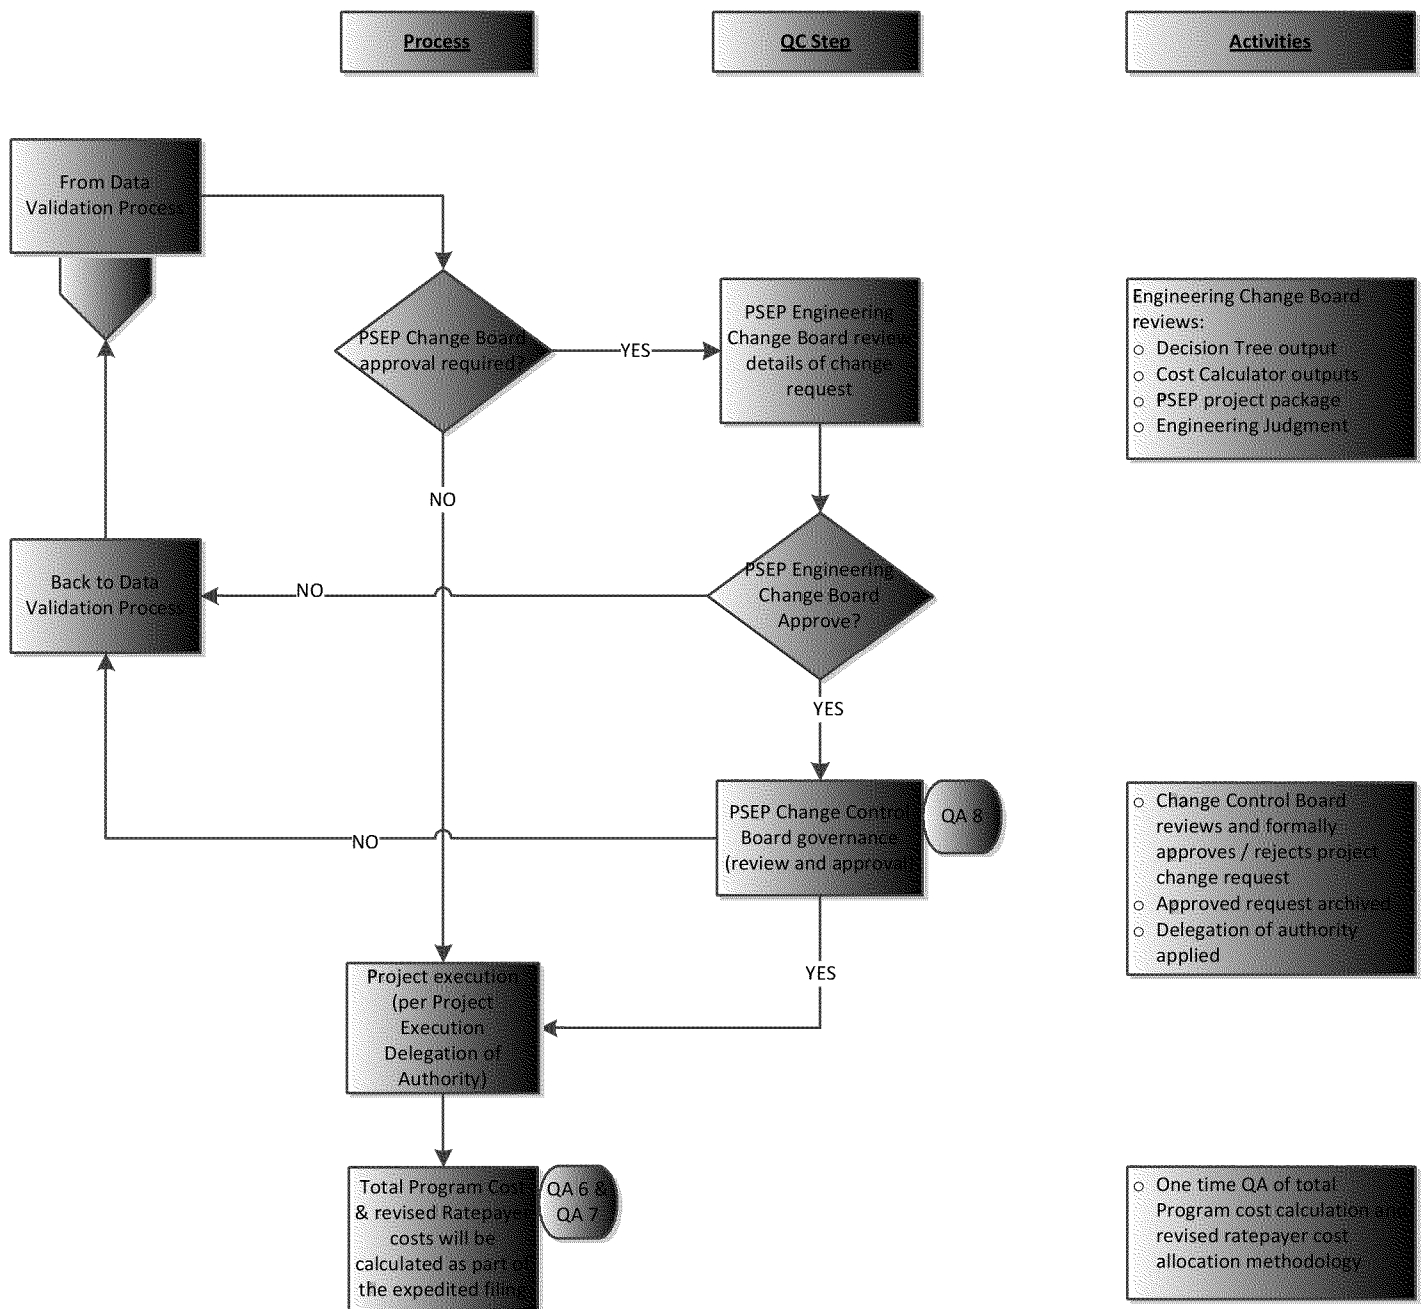 Process
QC Step
Activities
From Data
Validation Process
PSEP Change Board
approval required?
YES
PSEP Engineering
Change Board review
details of change
request
Engineering Change Board
reviews:
o Decision Tree output
o Cost Calculator outputs
o PSEP project package
o Engineering Judgment
NO
Back to Data
Validation Process
NO
PSEP Engineering
Change Board
Approve?
YES
NO
PSEP Change Control
Board governance
(review and approval)
QA 8
o Change Control Board
reviews and formally
approves / rejects project
change request
o Approved request archived
o Delegation of authority
applied
YES
Project execution
(per Project
Execution
Delegation of
Authority)
Total Program Cost
& revised Ratepayer
costs will be
calculated as part of
the expedited filing
QA 6 &
QA 7
o One time QA of total
Program cost calculation and
revised ratepayer cost
allocation methodology